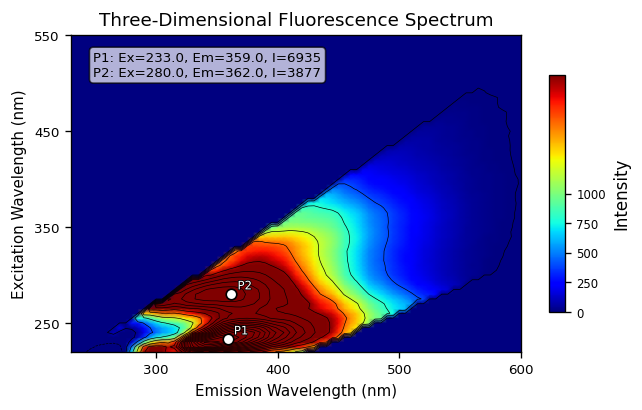 Three-Dimensional Fluorescence Spectrum
P1: Ex=233.0, Em=359.0, I=6935
P2: Ex=280.0, Em=362.0, I=3877
550
450
350
250
Excitation Wavelength (nm)
P2
P1
300
400
500
600
Emission Wavelength (nm)
1000
750
500
250
0
Intensity